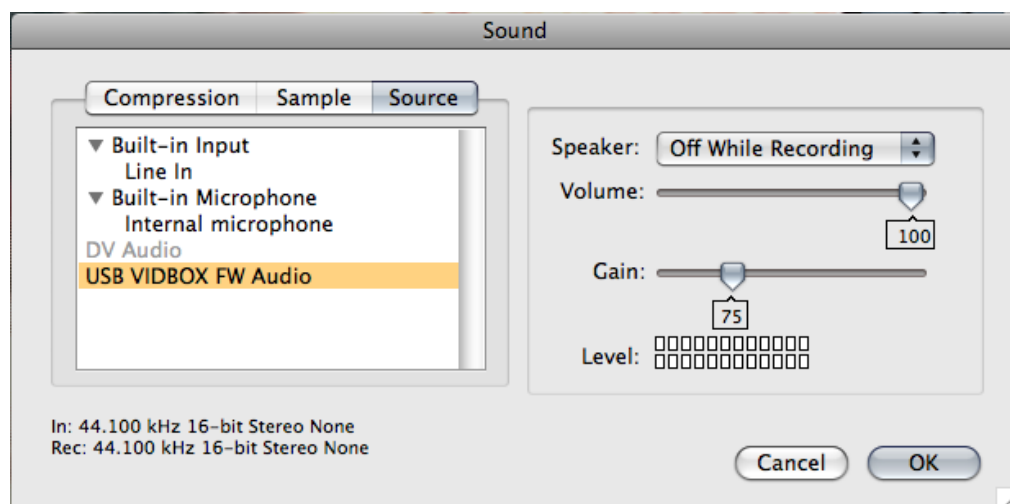 Sound
Compression Sample Source
Built-in Input
Line In
Built-in Microphone
Internal microphone
DV Audio
USB VIDBOX FW Audio
Speaker: Off While Recording
Volume:
100
Gain:
75
Level:
In: 44.100 kHz 16-bit Stereo None
Rec: 44.100 kHz 16-bit Stereo None
Cancel OK